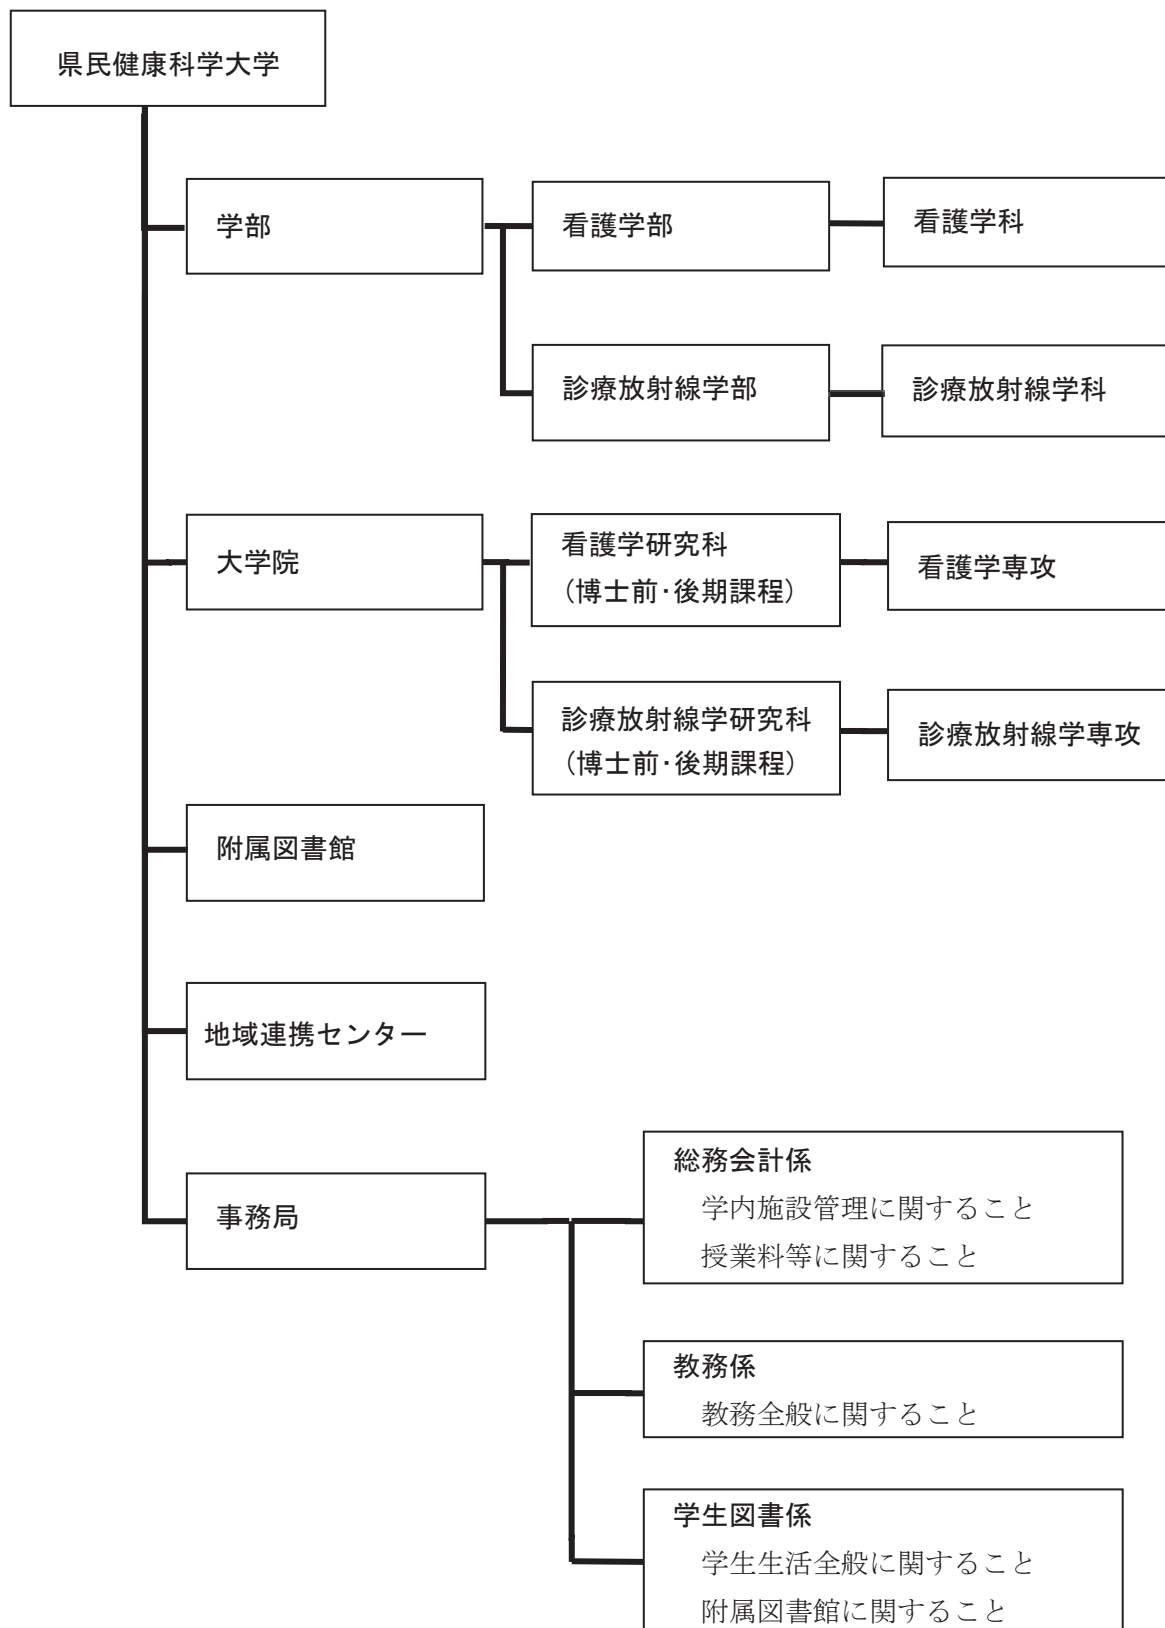 県民健康科学大学
学部
看護学部
看護学科
診療放射線学部
診療放射線学科
大学院
看護学研究科
（博士前・後期課程）
看護学専攻
診療放射線学研究科
（博士前・後期課程）
診療放射線学専攻
附属図書館
地域連携センター
事務局
総務会計係
学内施設管理に関すること
授業料等に関すること
教務係
教務全般に関すること
学生図書係
学生生活全般に関すること
附属図書館に関すること